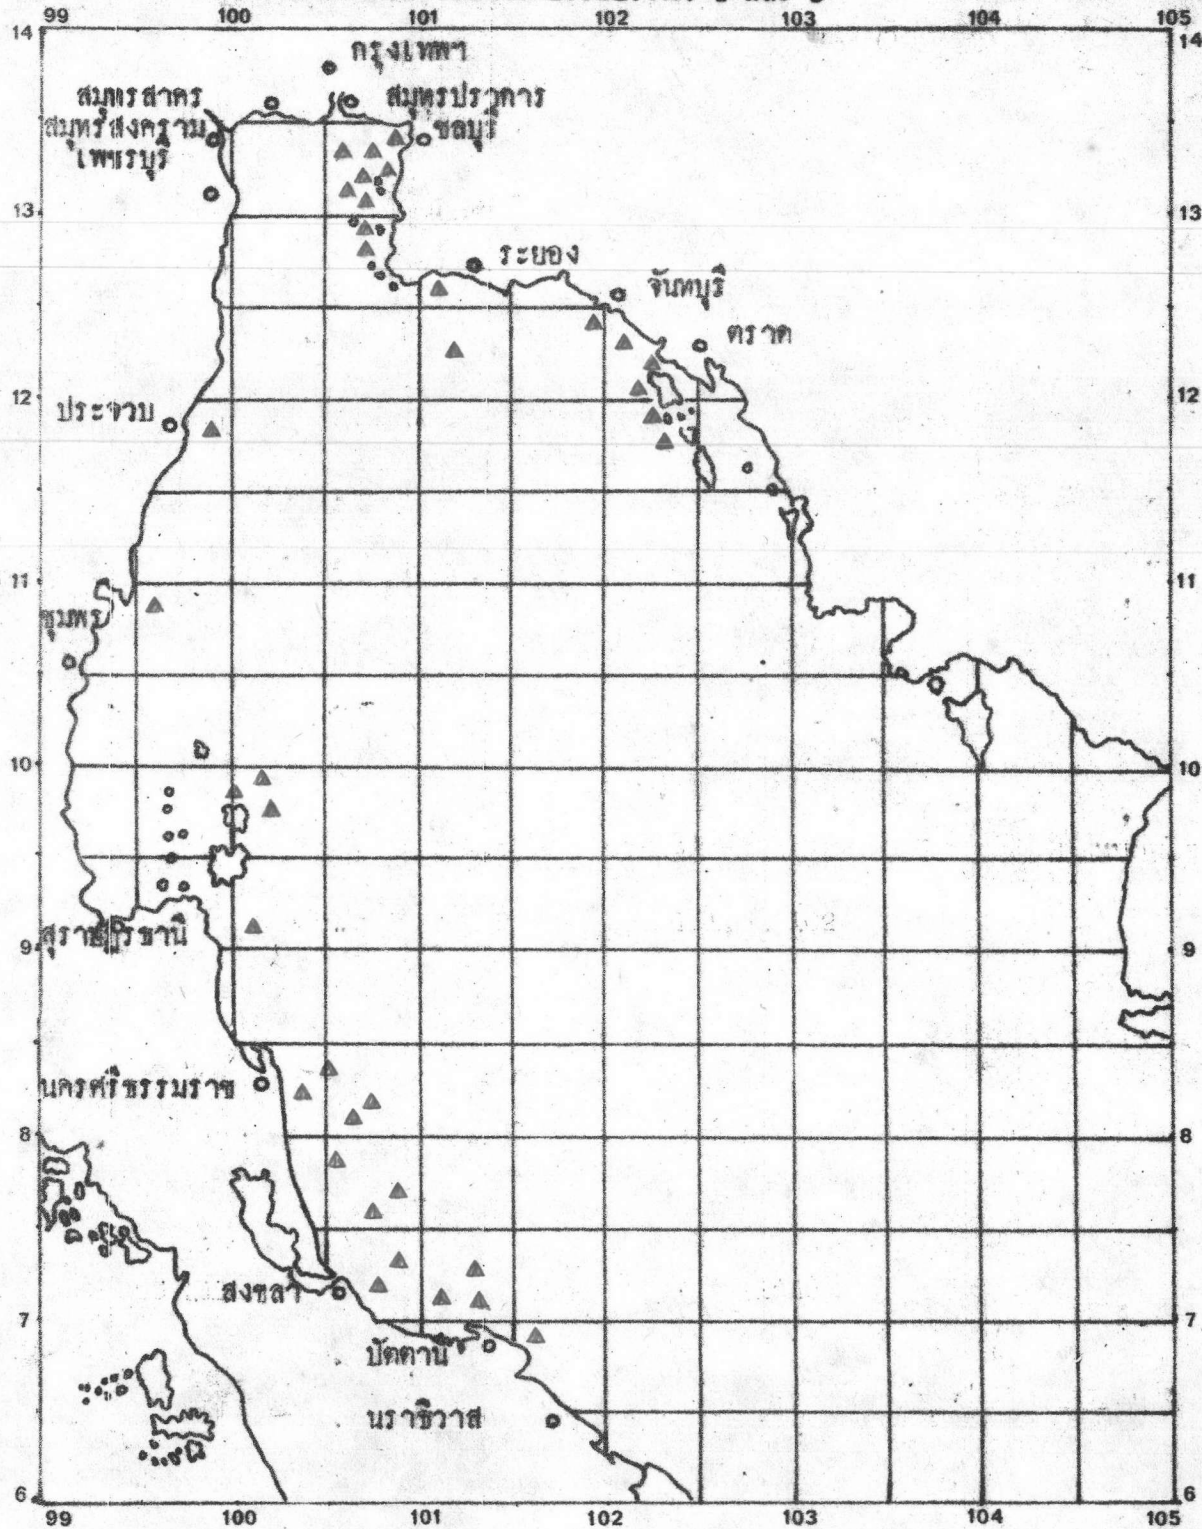 99 100 101 102 103 104 105
14 14
กรุงเทพฯ
สมุทรสาคร สมุทรปราการ
สมุทรสงคราม ชลบุรี
เพชรบุรี
13 13
ระยอง
จันทบุรี
ตราด
12 12
ประจวบ
11 11
ชุมพร
10 10
9 9
นครศรีธรรมราช
8 8
สงขลา
7 7
ปัตตานี
นราธิวาส
6 6
99 100 101 102 103 104 105